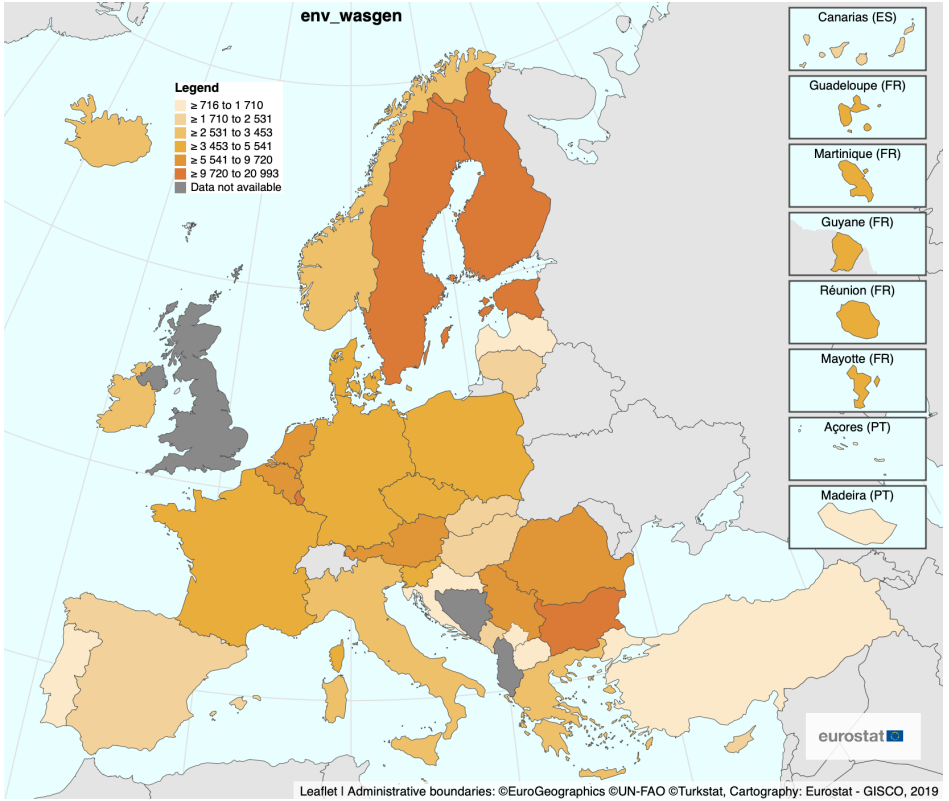 env_wasgen
Legend
≥ 716 to 1 710
≥ 1 710 to 2 531
≥ 2 531 to 3 453
≥ 3 453 to 5 541
≥ 5 541 to 9 720
≥ 9 720 to 20 993
Data not available
Canarias (ES)
Guadeloupe (FR)
Martinique (FR)
Guyane (FR)
Réunion (FR)
Mayotte (FR)
Açores (PT)
Madeira (PT)
eurostat
Leaflet | Administrative boundaries: ©EuroGeographics ©UN-FAO ©Turkstat, Cartography: Eurostat - GISCO, 2019